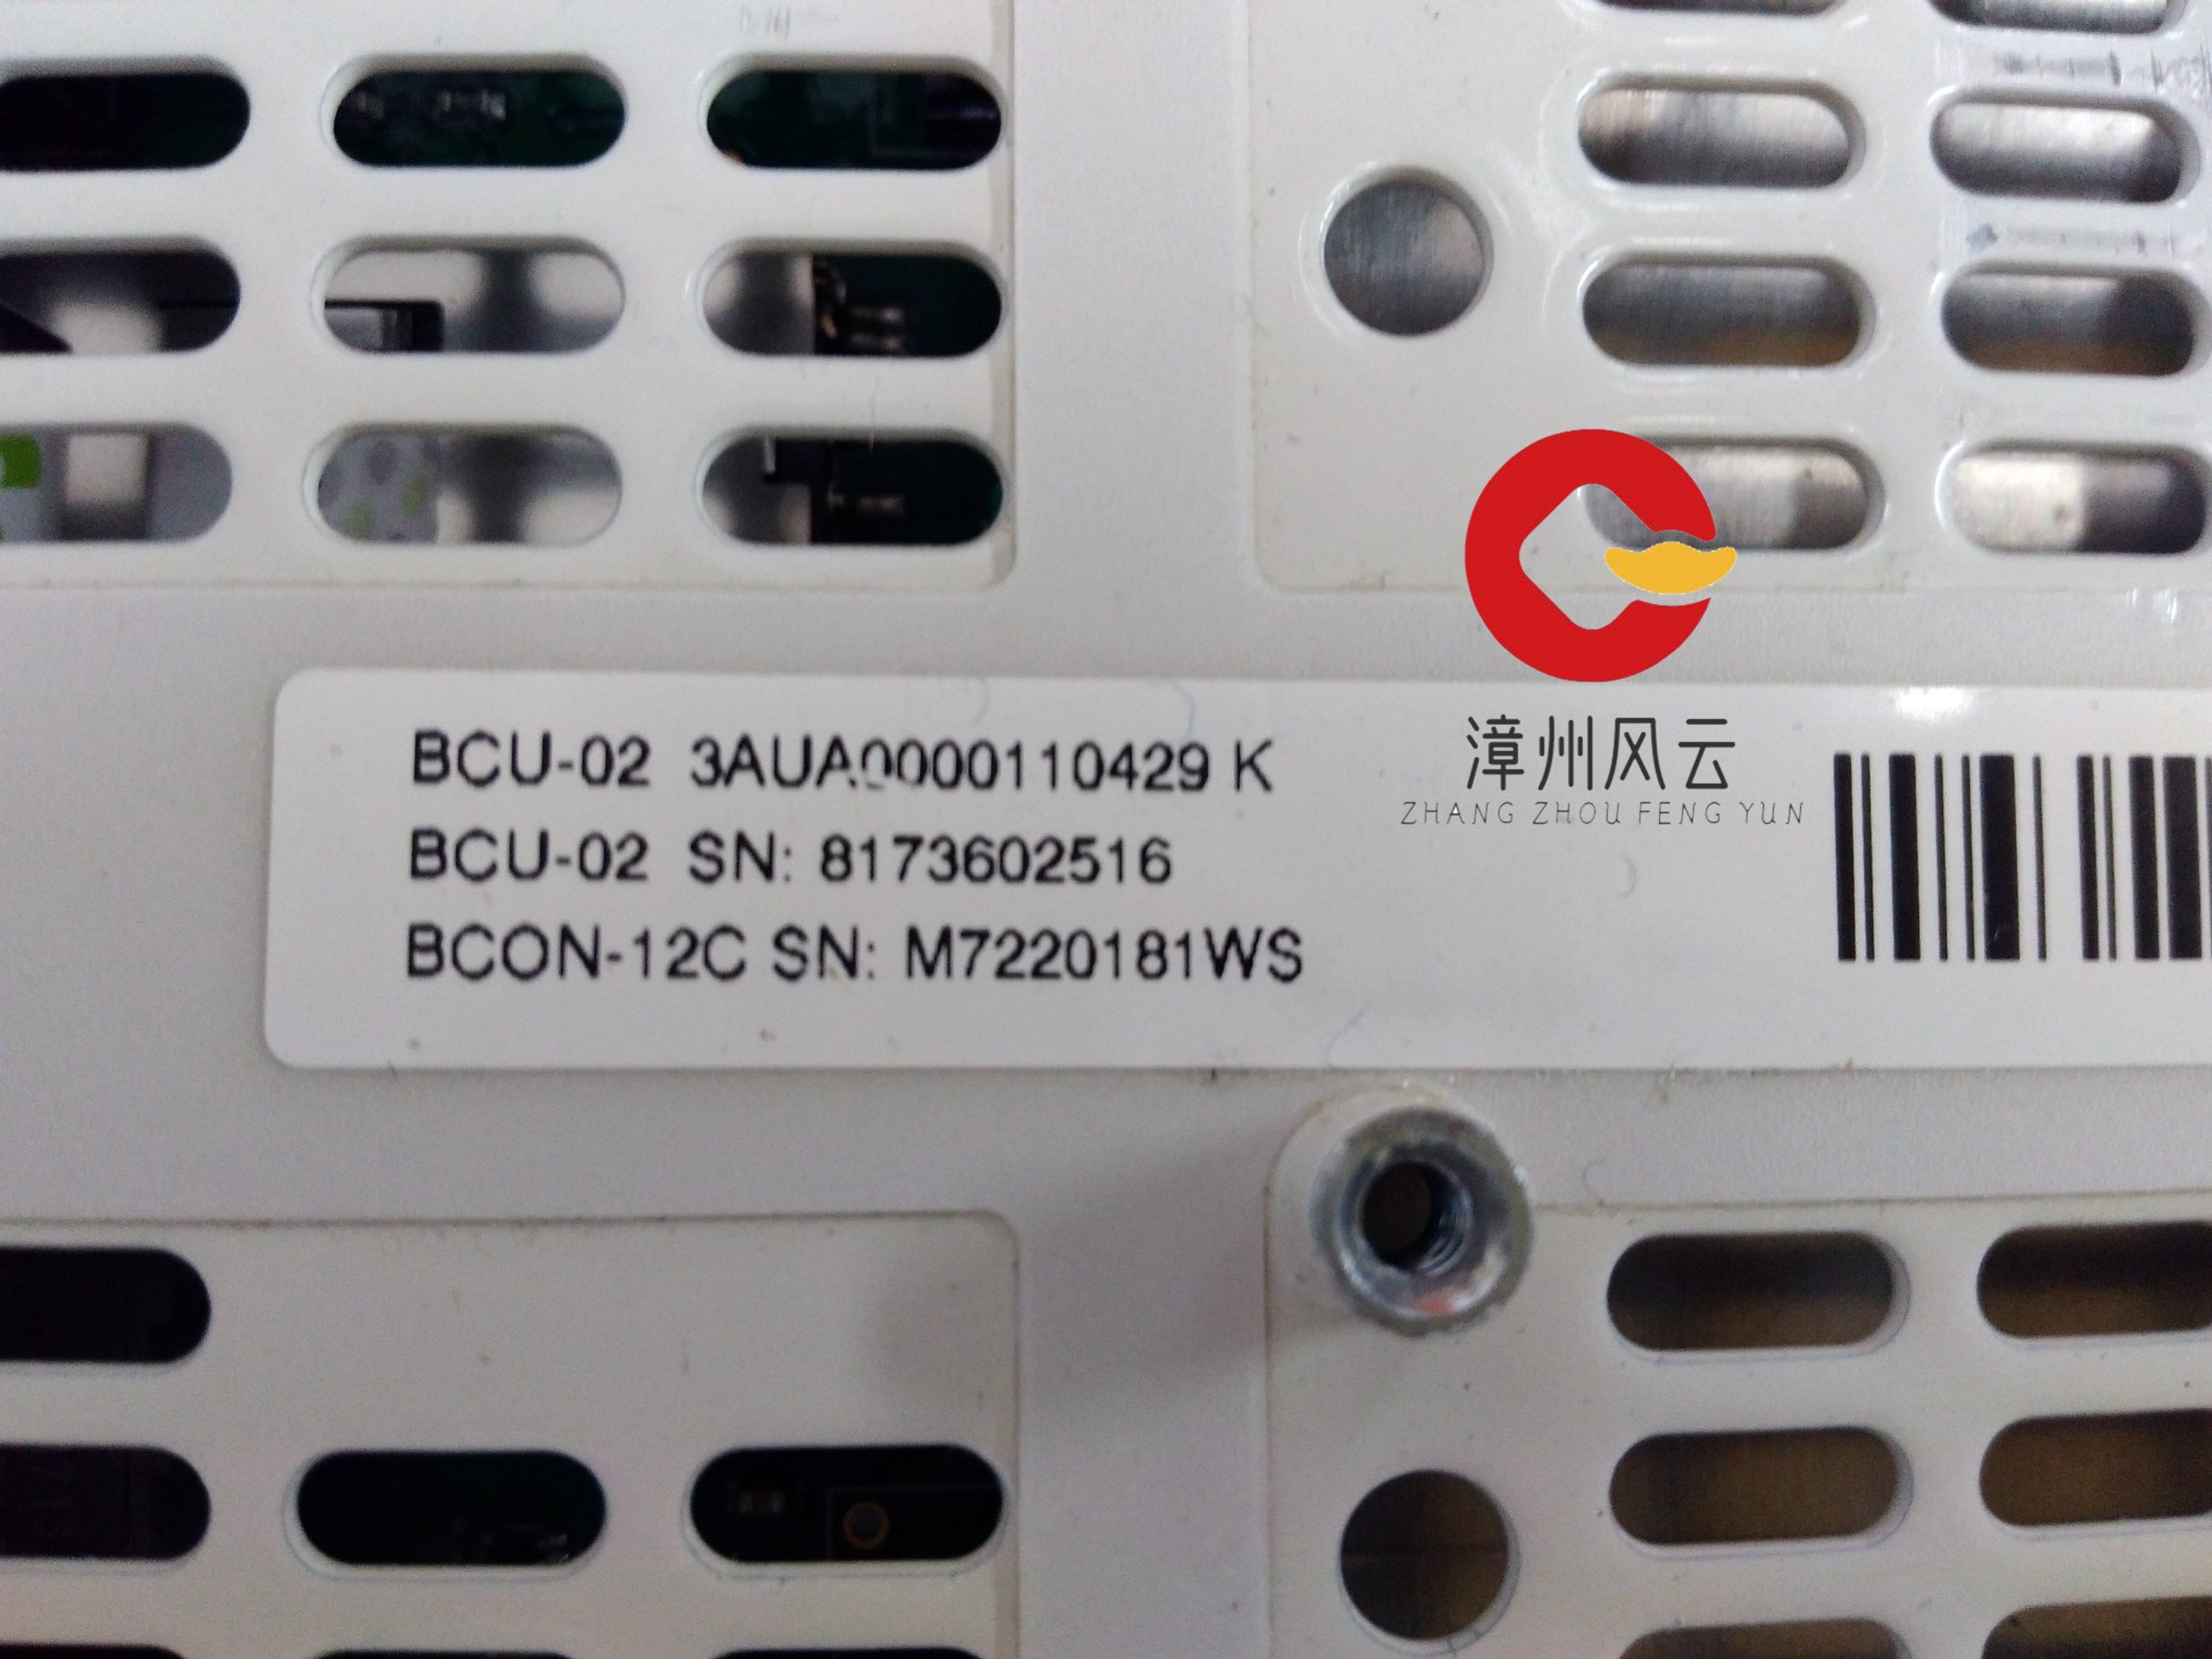 BCU-02 3AUA0000110429 K
BCU-02 SN: 8173602516
BCON-12C SN: M7220181WS
漳州风云
ZHANG ZHOU FENG YUN